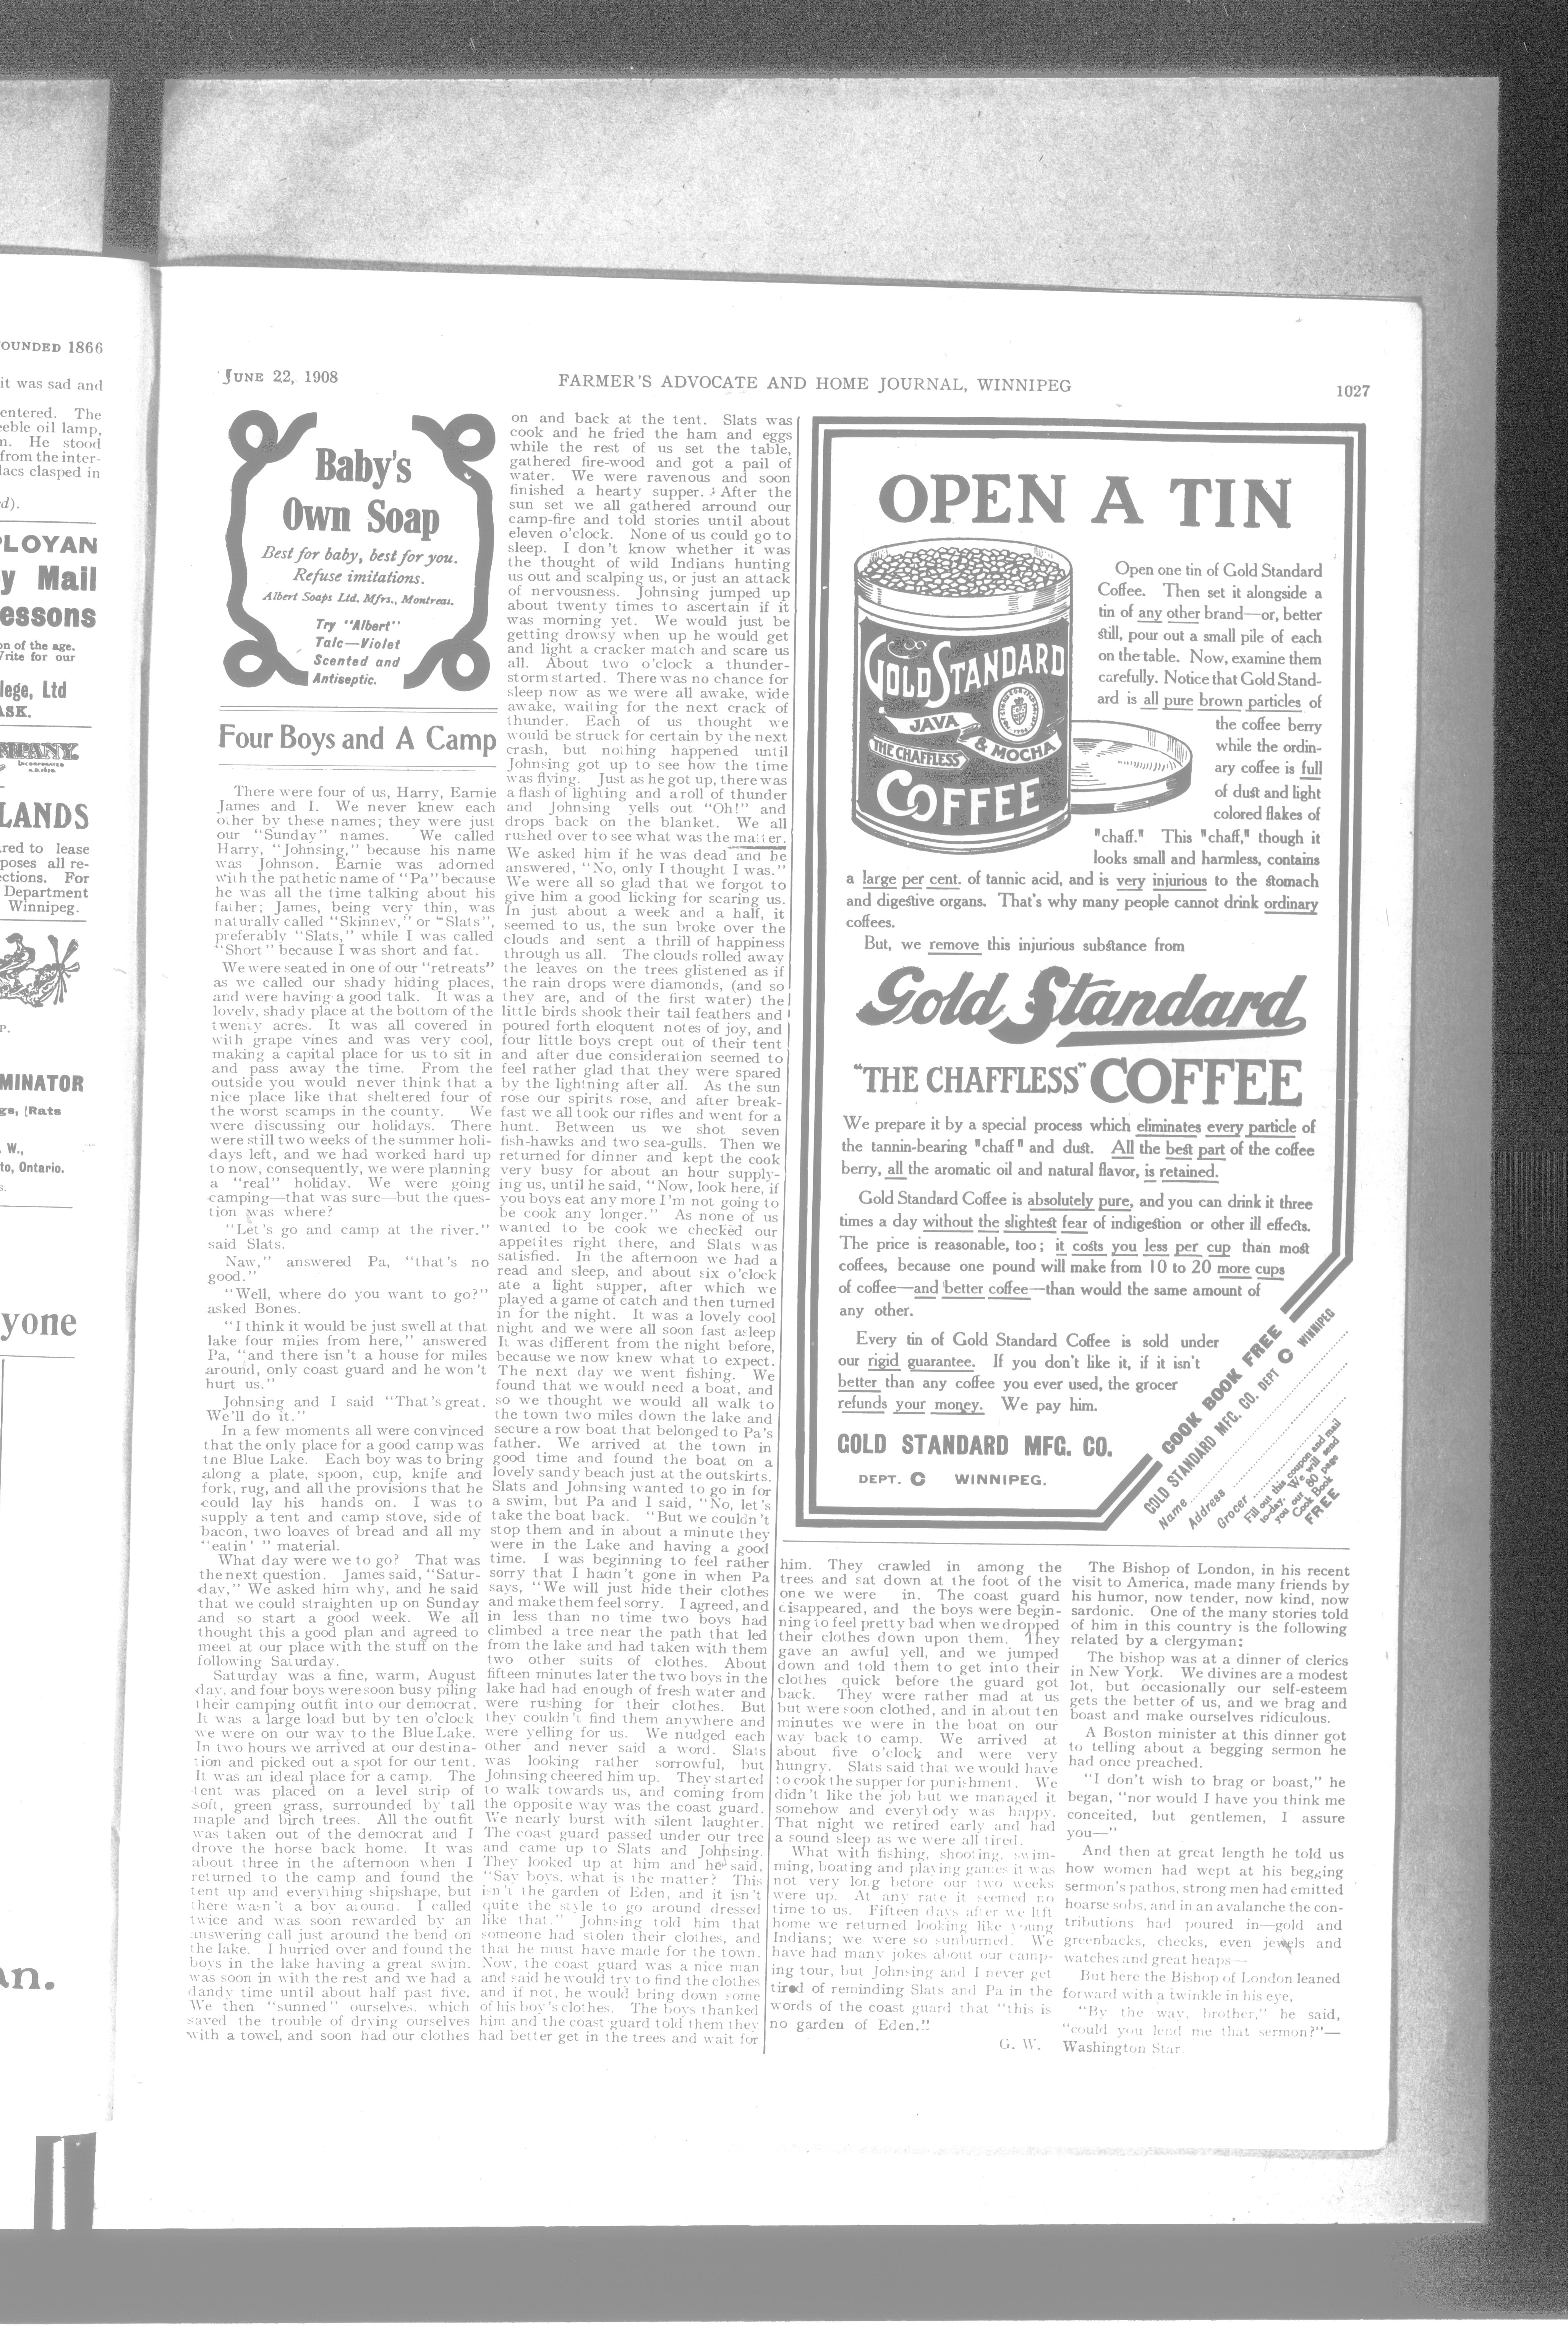 OUNDED 1866
it was sad and
entered. The
eeble oil lamp,
n. He stood
from the inter-
lacs clasped in
d).
PLOYAN
y Mail
essons
on of the age.
Write for our
lege, Ltd
ASK.
MPANY.
INCORPORATED
A.D. 1670.
LANDS
ared to lease
poses all re-
ections. For
Department
Winnipeg.
P.
MINATOR
gs, Rats
W.,
to, Ontario.
s.
yone
an.
JUNE 22, 1908
FARMER'S ADVOCATE AND HOME JOURNAL, WINNIPEG
1027
Baby's
Own Soap
Best for baby, best for you.
Refuse imitations.
Albert Soaps Ltd. Mfrs., Montreal.
Try "Albert"
Talc—Violet
Scented and
Antiseptic.
Four Boys and A Camp
There were four of us, Harry, Earnie
James and I. We never knew each
other by these names; they were just
our "Sunday" names. We called
Harry, "Johnsing," because his name
was Johnson. Earnie was adorned
with the pathetic name of "Pa" because
he was all the time talking about his
father; James, being very thin, was
naturally called "Skinney," or "Slats",
preferably "Slats," while I was called
"Short" because I was short and fat.
We were seated in one of our "retreats"
as we called our shady hiding places,
and were having a good talk. It was a
lovely, shady place at the bottom of the
twenty acres. It was all covered in
with grape vines and was very cool,
making a capital place for us to sit in
and pass away the time. From the
outside you would never think that a
nice place like that sheltered four of
the worst scamps in the county. We
were discussing our holidays. There
were still two weeks of the summer holi-
days left, and we had worked hard up
to now, consequently, we were planning
a "real" holiday. We were going
camping—that was sure—but the ques-
tion was where?
"Let's go and camp at the river."
said Slats.
Naw," answered Pa, "that's no
good."
"Well, where do you want to go?"
asked Bones.
"I think it would be just swell at that
lake four miles from here," answered
Pa, "and there isn't a house for miles
around, only coast guard and he won't
hurt us."
Johnsing and I said "That's great.
We'll do it."
In a few moments all were convinced
that the only place for a good camp was
tne Blue Lake. Each boy was to bring
along a plate, spoon, cup, knife and
fork, rug, and all the provisions that he
could lay his hands on. I was to
supply a tent and camp stove, side of
bacon, two loaves of bread and all my
"eatin' " material.
What day were we to go? That was
the next question. James said, "Satur-
day," We asked him why, and he said
that we could straighten up on Sunday
and so start a good week. We all
thought this a good plan and agreed to
meet at our place with the stuff on the
following Saturday.
Saturday was a fine, warm, August
day, and four boys were soon busy piling
their camping outfit into our democrat.
It was a large load but by ten o'clock
we were on our way to the Blue Lake.
In two hours we arrived at our destina-
tion and picked out a spot for our tent.
It was an ideal place for a camp. The
tent was placed on a level strip of
soft, green grass, surrounded by tall
maple and birch trees. All the outfit
was taken out of the democrat and I
drove the horse back home. It was
about three in the afternoon when I
returned to the camp and found the
tent up and everything shipshape, but
there wasn't a boy around. I called
twice and was soon rewarded by an
answering call just around the bend on
the lake. I hurried over and found the
boys in the lake having a great swim.
was soon in with the rest and we had a
dandy time until about half past five.
We then "sunned" ourselves, which
saved the trouble of drying ourselves
with a towel, and soon had our clothes
on and back at the tent. Slats was
cook and he fried the ham and eggs
while the rest of us set the table,
gathered fire-wood and got a pail of
water. We were ravenous and soon
finished a hearty supper. After the
sun set we all gathered arround our
camp-fire and told stories until about
eleven o'clock. None of us could go to
sleep. I don't know whether it was
the thought of wild Indians hunting
us out and scalping us, or just an attack
of nervousness. Johnsing jumped up
about twenty times to ascertain if it
was morning yet. We would just be
getting drowsy when up he would get
and light a cracker match and scare us
all. About two o'clock a thunder-
storm started. There was no chance for
sleep now as we were all awake, wide
awake, waiting for the next crack of
thunder. Each of us thought we
would be struck for certain by the next
crash, but nothing happened until
Johnsing got up to see how the time
was flying. Just as he got up, there was
a flash of lighting and a roll of thunder
and Johnsing yells out "Oh!" and
drops back on the blanket. We all
rushed over to see what was the matter.
We asked him if he was dead and he
answered, "No, only I thought I was."
We were all so glad that we forgot to
give him a good licking for scaring us.
In just about a week and a half, it
seemed to us, the sun broke over the
clouds and sent a thrill of happiness
through us all. The clouds rolled away
the leaves on the trees glistened as if
the rain drops were diamonds, (and so
they are, and of the first water) the
little birds shook their tail feathers and
poured forth eloquent notes of joy, and
four little boys crept out of their tent
and after due consideration seemed to
feel rather glad that they were spared
by the lightning after all. As the sun
rose our spirits rose, and after break-
fast we all took our rifles and went for a
hunt. Between us we shot seven
fish-hawks and two sea-gulls. Then we
returned for dinner and kept the cook
very busy for about an hour supply-
ing us, until he said, "Now, look here, if
you boys eat any more I'm not going to
be cook any longer." As none of us
wanted to be cook we checked our
appetites right there, and Slats was
satisfied. In the afternoon we had a
read and sleep, and about six o'clock
ate a light supper, after which we
played a game of catch and then turned
in for the night. It was a lovely cool
night and we were all soon fast asleep
It was different from the night before,
because we now knew what to expect.
The next day we went fishing. We
found that we would need a boat, and
so we thought we would all walk to
the town two miles down the lake and
secure a row boat that belonged to Pa's
father. We arrived at the town in
good time and found the boat on a
lovely sandy beach just at the outskirts.
Slats and Johnsing wanted to go in for
a swim, but Pa and I said, "No, let's
take the boat back. "But we couldn't
stop them and in about a minute they
were in the Lake and having a good
time. I was beginning to feel rather
sorry that I hadn't gone in when Pa
says, "We will just hide their clothes
and make them feel sorry. I agreed, and
in less than no time two boys had
climbed a tree near the path that led
from the lake and had taken with them
two other suits of clothes. About
fifteen minutes later the two boys in the
lake had had enough of fresh water and
were rushing for their clothes. But
they couldn't find them anywhere and
were yelling for us. We nudged each
other and never said a word. Slats
was looking rather sorrowful, but
Johnsing cheered him up. They started
to walk towards us, and coming from
the opposite way was the coast guard.
We nearly burst with silent laughter.
The coast guard passed under our tree
and came up to Slats and Johnsing.
They looked up at him and he said,
"Say boys, what is the matter? This
isn't the garden of Eden, and it isn't
quite the style to go around dressed
like that." Johnsing told him that
someone had stolen their clothes, and
that he must have made for the town.
Now, the coast guard was a nice man
and said he would try to find the clothes
and if not, he would bring down some
of his boy's clothes. The boys thanked
him and the coast guard told them they
had better get in the trees and wait for
OPEN A TIN
GOLD STANDARD
JAVA
& MOCHA
THE CHAFFLESS
COFFEE
Open one tin of Gold Standard
Coffee. Then set it alongside a
tin of any other brand—or, better
still, pour out a small pile of each
on the table. Now, examine them
carefully. Notice that Gold Stand-
ard is all pure brown particles of
the coffee berry
while the ordin-
ary coffee is full
of dust and light
colored flakes of
"chaff." This "chaff," though it
looks small and harmless, contains
a large per cent. of tannic acid, and is very injurious to the stomach
and digestive organs. That's why many people cannot drink ordinary
coffees.
But, we remove this injurious substance from
Gold Standard
"THE CHAFFLESS" COFFEE
We prepare it by a special process which eliminates every particle of
the tannin-bearing "chaff" and dust. All the best part of the coffee
berry, all the aromatic oil and natural flavor, is retained.
Gold Standard Coffee is absolutely pure, and you can drink it three
times a day without the slightest fear of indigestion or other ill effects.
The price is reasonable, too; it costs you less per cup than most
coffees, because one pound will make from 10 to 20 more cups
of coffee—and better coffee—than would the same amount of
any other.
Every tin of Gold Standard Coffee is sold under
our rigid guarantee. If you don't like it, if it isn't
better than any coffee you ever used, the grocer
refunds your money. We pay him.
GOLD STANDARD MFG. CO.
DEPT. C WINNIPEG.
COOK BOOK FREE
GOLD STANDARD MFG. CO. DEPT C WINNIPEG
Name
Address
Grocer
Fill out this coupon and mail
to-day. We will send
you our 80 page
Cook Book
FREE
him. They crawled in among the
trees and sat down at the foot of the
one we were in. The coast guard
disappeared, and the boys were begin-
ning to feel pretty bad when we dropped
their clothes down upon them. They
gave an awful yell, and we jumped
down and told them to get into their
clothes quick before the guard got
back. They were rather mad at us
but were soon clothed, and in about ten
minutes we were in the boat on our
way back to camp. We arrived at
about five o'clock and were very
hungry. Slats said that we would have
to cook the supper for punishment. We
didn't like the job but we managed it
somehow and everybody was happy.
That night we retired early and had
a sound sleep as we were all tired.
What with fishing, shooting, swim-
ming, boating and playing games it was
not very long before our two weeks
were up. At any rate it seemed no
time to us. Fifteen days after we left
home we returned looking like young
Indians; we were so sunburned. We
have had many jokes about our camp-
ing tour, but Johnsing and I never get
tired of reminding Slats and Pa in the
words of the coast guard that "this is
no garden of Eden."
G. W.
The Bishop of London, in his recent
visit to America, made many friends by
his humor, now tender, now kind, now
sardonic. One of the many stories told
of him in this country is the following
related by a clergyman:
The bishop was at a dinner of clerics
in New York. We divines are a modest
lot, but occasionally our self-esteem
gets the better of us, and we brag and
boast and make ourselves ridiculous.
A Boston minister at this dinner got
to telling about a begging sermon he
had once preached.
"I don't wish to brag or boast," he
began, "nor would I have you think me
conceited, but gentlemen, I assure
you—"
And then at great length he told us
how women had wept at his begging
sermon's pathos, strong men had emitted
hoarse sobs, and in an avalanche the con-
tributions had poured in—gold and
greenbacks, checks, even jewels and
watches and great heaps—
But here the Bishop of London leaned
forward with a twinkle in his eye,
"By the way, brother," he said,
"could you lend me that sermon?"—
Washington Star.